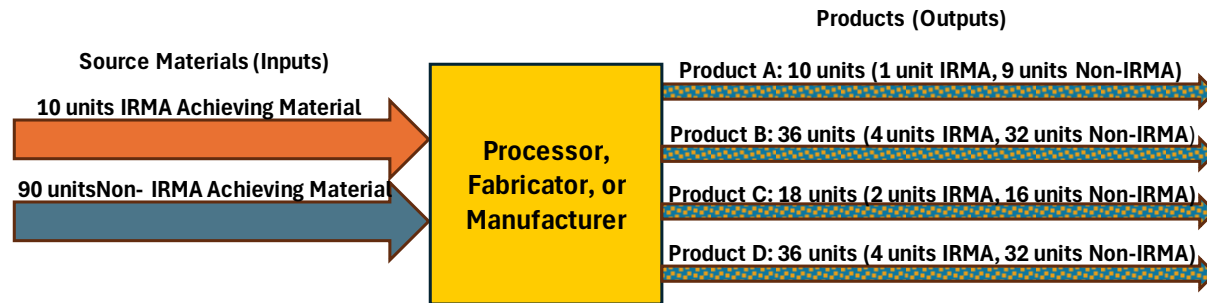 Products (Outputs)
Source Materials (Inputs)
10 units IRMA Achieving Material
90 unitsNon- IRMA Achieving Material
Processor,
Fabricator, or
Manufacturer
Product A: 10 units (1 unit IRMA, 9 units Non-IRMA)
Product B: 36 units (4 units IRMA, 32 units Non-IRMA)
Product C: 18 units (2 units IRMA, 16 units Non-IRMA)
Product D: 36 units (4 units IRMA, 32 units Non-IRMA)